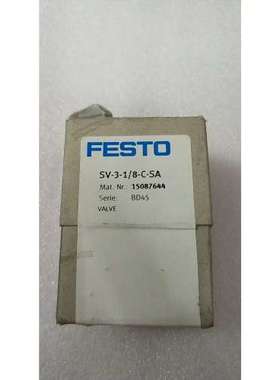 FESTO
SV-3-1/8-C-SA
Mat. Nr. 15087644
Serie: BD45
VALVE